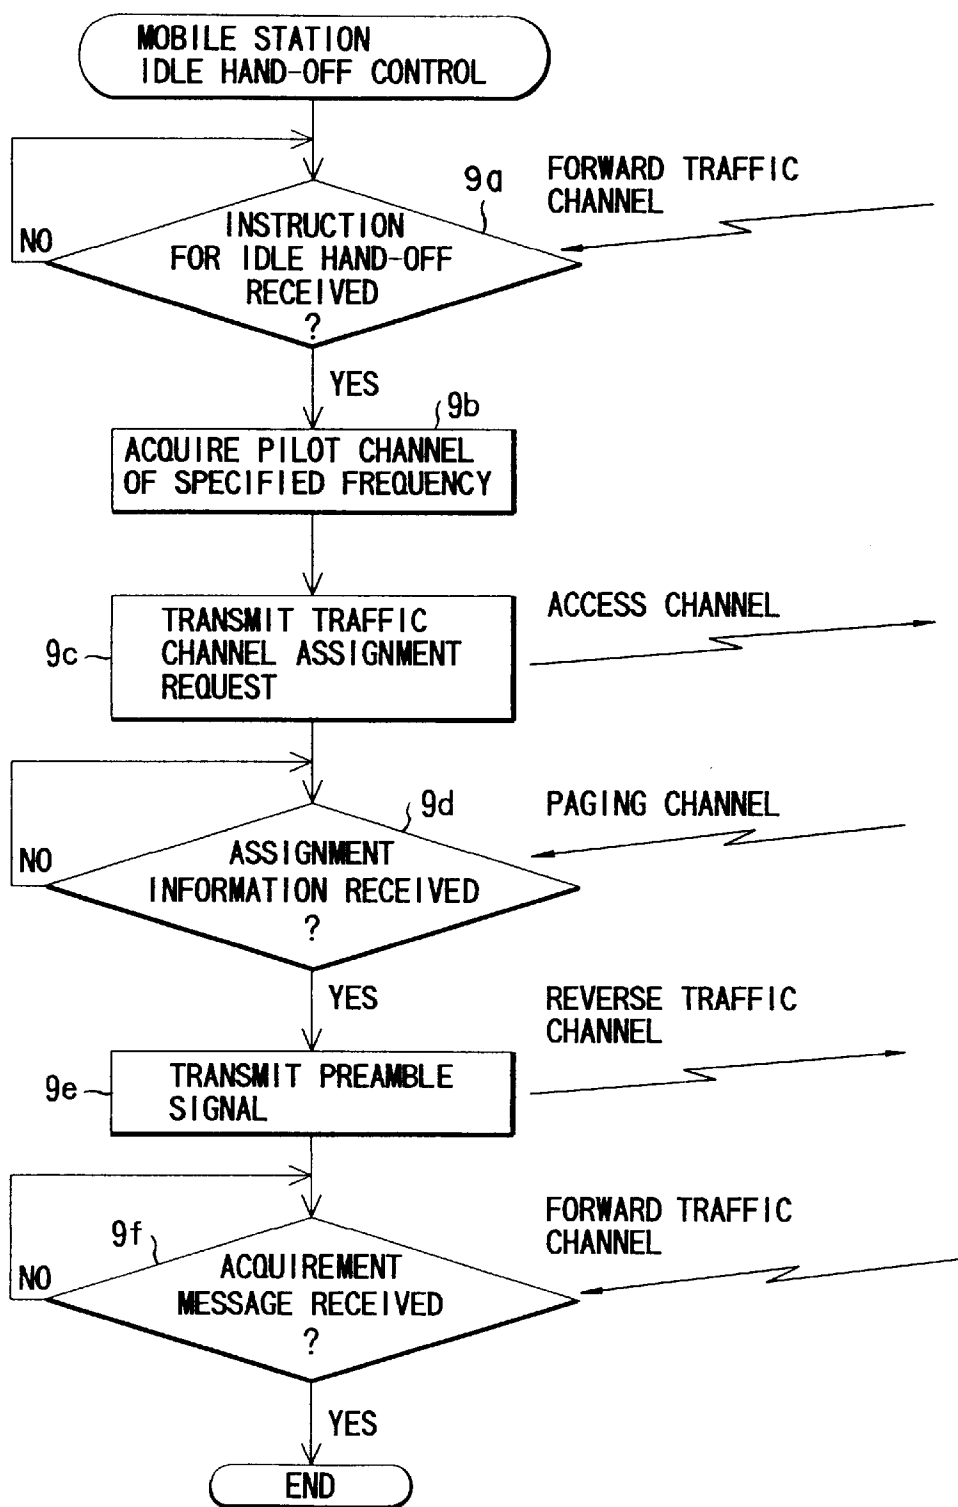 MOBILE STATION
IDLE HAND-OFF CONTROL
9a
FORWARD TRAFFIC
CHANNEL
INSTRUCTION
FOR IDLE HAND-OFF
RECEIVED
?
NO
YES
9b
ACQUIRE PILOT CHANNEL
OF SPECIFIED FREQUENCY
9c
TRANSMIT TRAFFIC
CHANNEL ASSIGNMENT
REQUEST
ACCESS CHANNEL
9d
PAGING CHANNEL
ASSIGNMENT
INFORMATION RECEIVED
?
NO
YES
REVERSE TRAFFIC
CHANNEL
9e
TRANSMIT PREAMBLE
SIGNAL
9f
FORWARD TRAFFIC
CHANNEL
ACQUIREMENT
MESSAGE RECEIVED
?
NO
YES
END